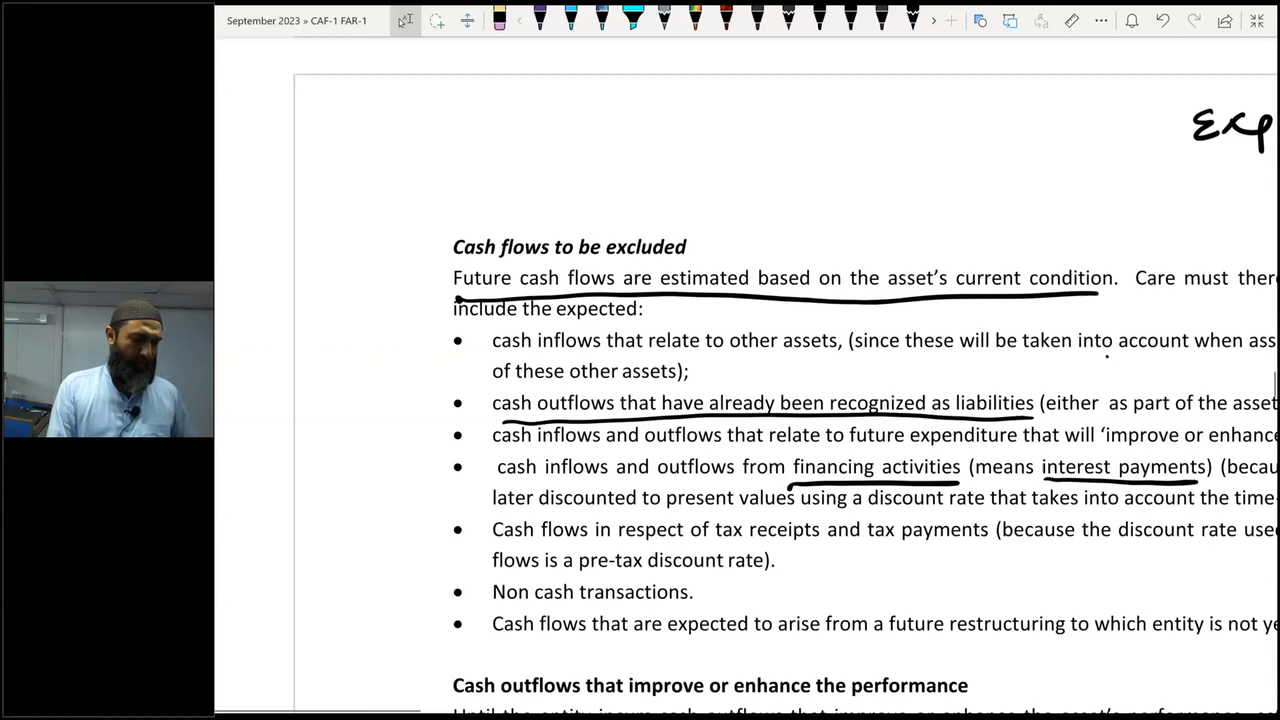 September 2023 » CAF-1 FAR-1
Exp
Cash flows to be excluded
Future cash flows are estimated based on the asset's current condition. Care must
include the expected:
• cash inflows that relate to other assets, (since these will be taken into account when
of these other assets);
• cash outflows that have already been recognized as liabilities (either as part of the asset
• cash inflows and outflows that relate to future expenditure that will 'improve or enhance
• cash inflows and outflows from financing activities (means interest payments)
later discounted to present values using a discount rate that takes into account the time
• Cash flows in respect of tax receipts and tax payments (because the discount rate
flows is a pre-tax discount rate).
• Non cash transactions.
• Cash flows that are expected to arise from a future restructuring to which entity is not
Cash outflows that improve or enhance the performance